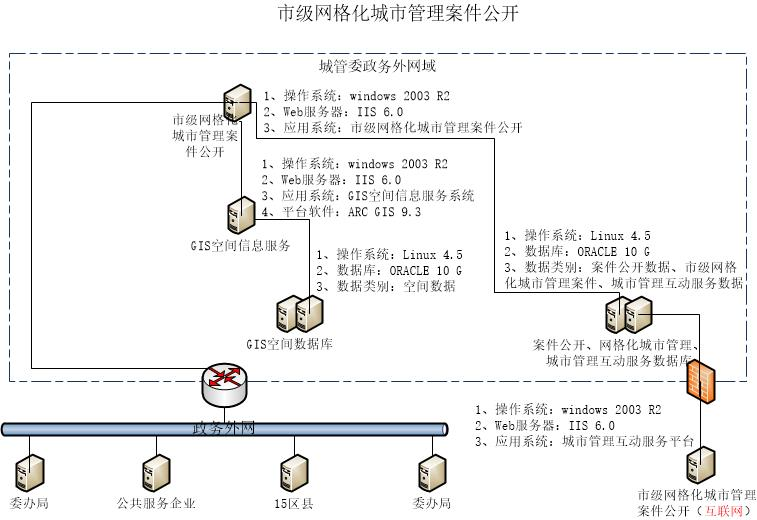 市级网格化城市管理案件公开
城管委政务外网域
1、操作系统：windows 2003 R2
2、Web服务器：IIS 6.0
3、应用系统：市级网格化城市管理案件公开
市级网格化
城市管理案
件公开
1、操作系统：windows 2003 R2
2、Web服务器：IIS 6.0
3、应用系统：GIS空间信息服务系统
4、平台软件：ARC GIS 9.3
GIS空间信息服务
1、操作系统：Linux 4.5
2、数据库：ORACLE 10 G
3、数据类别：空间数据
GIS空间数据库
1、操作系统：Linux 4.5
2、数据库：ORACLE 10 G
3、数据类别：案件公开数据、市级网格
化城市管理案件、城市管理互动服务数据
案件公开、网格化城市管理、
城市管理互动服务数据库
政务外网
委办局
公共服务企业
15区县
委办局
1、操作系统：windows 2003 R2
2、Web服务器：IIS 6.0
3、应用系统：城市管理互动服务平台
市级网格化城市管理
案件公开（互联网）